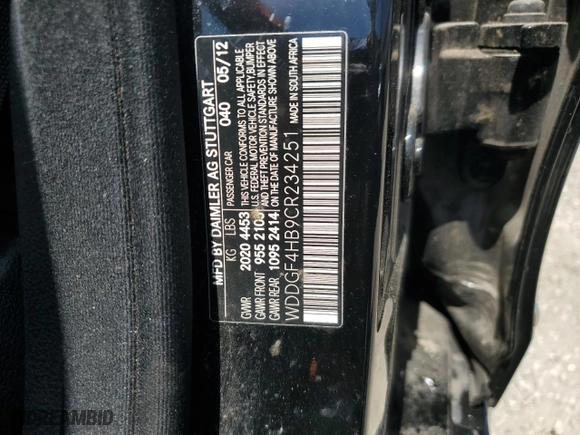 MFD BY DAIMLER AG STUTTGART
PASSENGER CAR 040 05/12
KG LBS
GVWR 2020 4453
GAWR FRONT 955 2103
GAWR REAR 1095 2414
THIS VEHICLE CONFORMS TO ALL APPLICABLE
U.S. FEDERAL MOTOR VEHICLE SAFETY, BUMPER
AND THEFT PREVENTION STANDARDS IN EFFECT
ON THE DATE OF MANUFACTURE SHOWN ABOVE
WDDGF4HB9CR234251
MADE IN SOUTH AFRICA
IDREAMBID